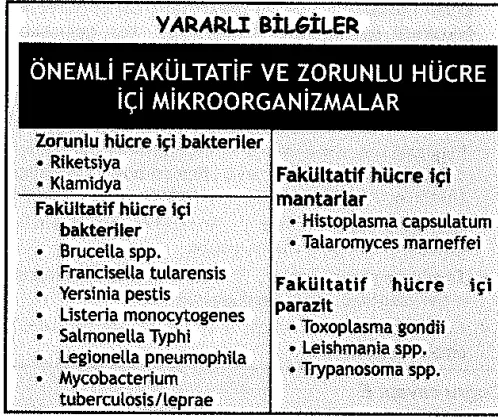 YARARLI BİLGİLER
ÖNEMLİ FAKÜLTATİF VE ZORUNLU HÜCRE
İÇİ MİKROORGANİZMALAR
Zorunlu hücre içi bakteriler
• Riketsiya
• Klamidya
Fakültatif hücre içi
bakteriler
• Brucella spp.
• Francisella tularensis
• Yersinia pestis
• Listeria monocytogenes
• Salmonella Typhi
• Legionella pneumophila
• Mycobacterium
tuberculosis/leprae
Fakültatif hücre içi
mantarlar
• Histoplasma capsulatum
• Talaromyces marneffei
Fakültatif hücre içi
parazit
• Toxoplasma gondii
• Leishmania spp.
• Trypanosoma spp.